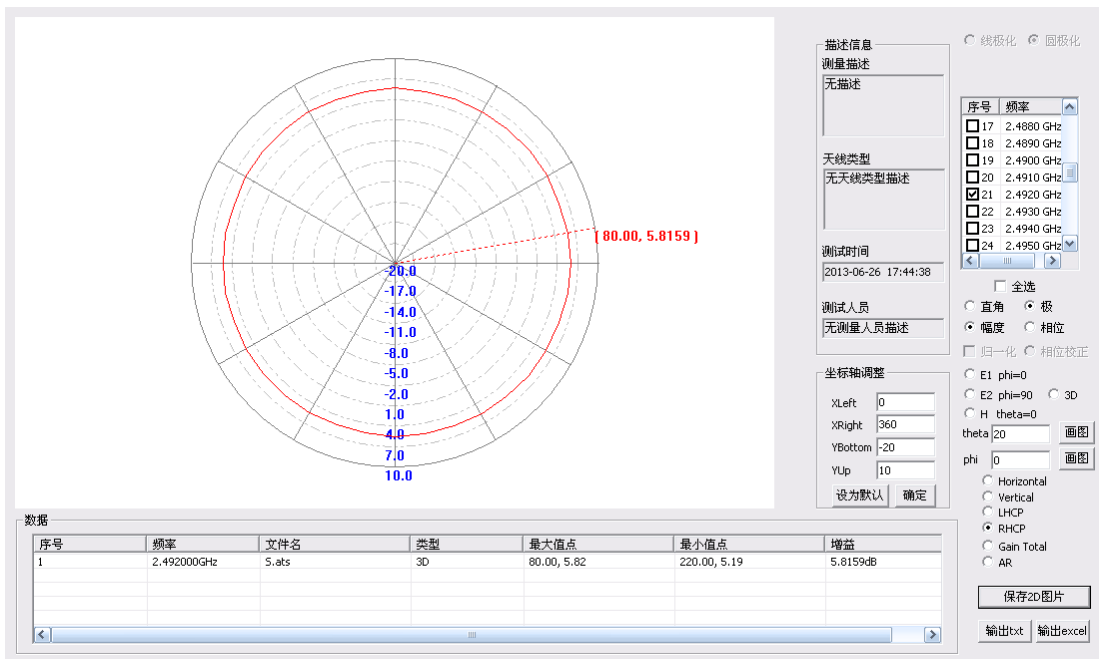 ( 80.00, 5.8159 )
-20.0
-17.0
-14.0
-11.0
-8.0
-5.0
-2.0
1.0
4.0
7.0
10.0
描述信息
测量描述
无描述
天线类型
无天线类型描述
测试时间
2013-06-26 17:44:38
测试人员
无测量人员描述
坐标轴调整
XLeft 0
XRight 360
YBottom -20
YUp 10
设为默认 确定
线极化 圆极化
序号 频率
17 2.4880 GHz
18 2.4890 GHz
19 2.4900 GHz
20 2.4910 GHz
21 2.4920 GHz
22 2.4930 GHz
23 2.4940 GHz
24 2.4950 GHz
全选
直角 极
幅度 相位
归一化 相位校正
E1 phi=0
E2 phi=90 3D
H theta=0
theta 20 画图
phi 0 画图
Horizontal
Vertical
LHCP
RHCP
Gain Total
AR
保存2D图片
输出txt 输出excel
数据
序号 频率 文件名 类型 最大值点 最小值点 增益
1 2.492000GHz S.ats 3D 80.00, 5.82 220.00, 5.19 5.8159dB